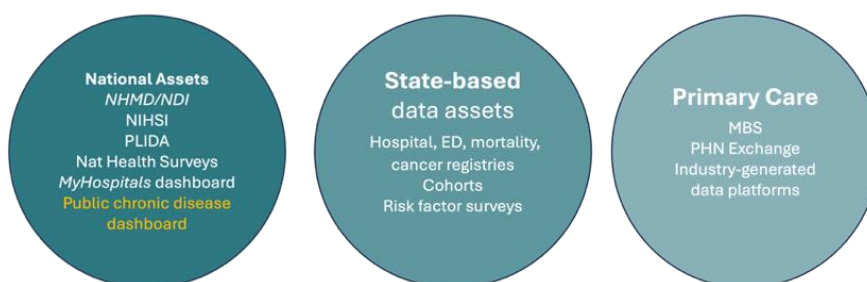 National Assets
NHMD/NDI
NIHSI
PLIDA
Nat Health Surveys
MyHospitals dashboard
Public chronic disease
dashboard
State-based
data assets
Hospital, ED, mortality,
cancer registries
Cohorts
Risk factor surveys
Primary Care
MBS
PHN Exchange
Industry-generated
data platforms